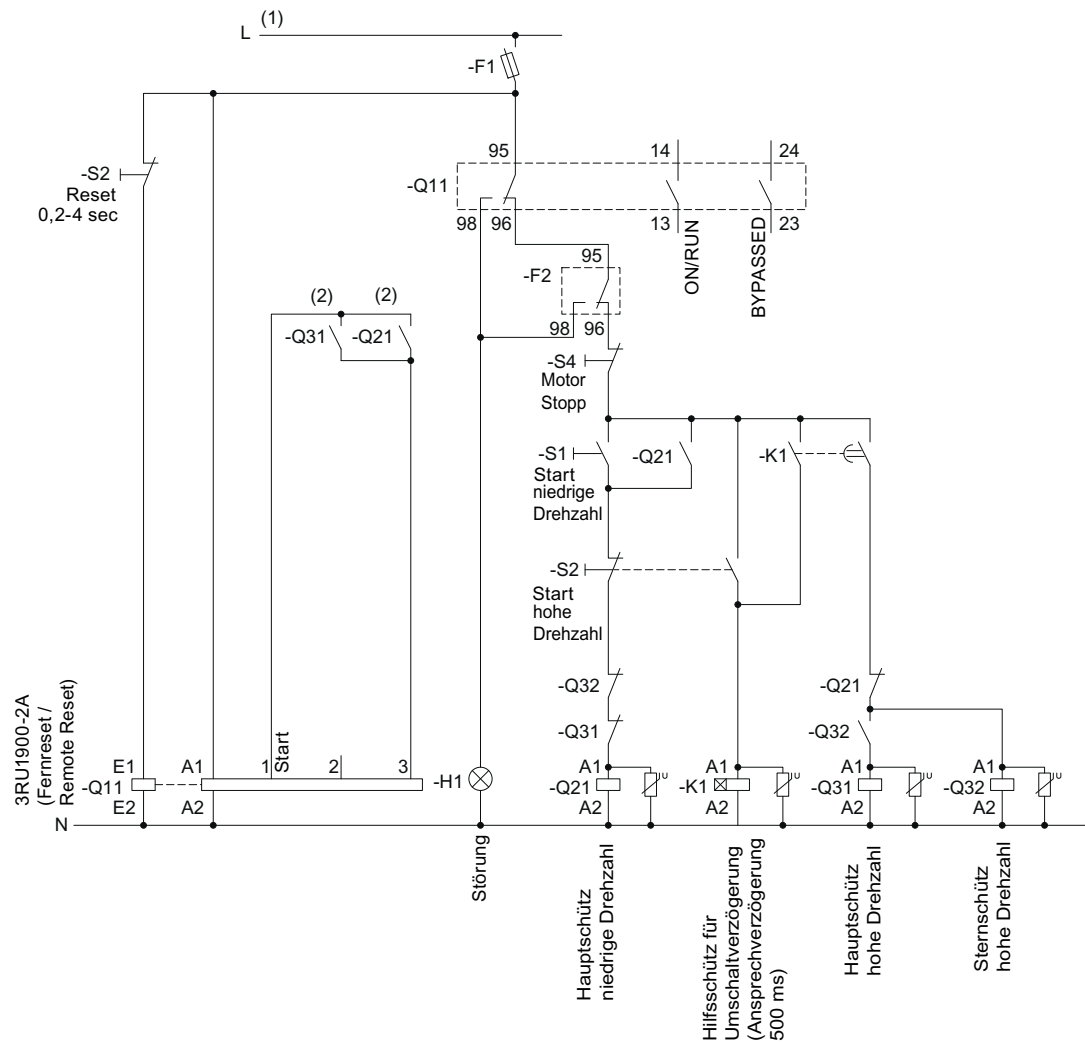 L
(1)
-F1
-S2
Reset
0,2-4 sec
95
14
24
-Q11
98
96
13
23
ON/RUN
BYPASSED
95
-F2
98
96
(2)
(2)
-Q31
-Q21
-S4
Motor
Stopp
-S1
Start
niedrige
Drehzahl
-Q21
-K1
-S2
Start
hohe
Drehzahl
-Q32
-Q31
-Q21
-Q32
3RU1900-2A
(Fernreset /
Remote Reset)
E1
A1
1
Start
2
3
-Q11
-H1
E2
A2
A1
-Q21
A2
A1
-K1
A2
A1
-Q31
A2
A1
-Q32
A2
U
U
U
U
N
Störung
Hauptschütz
niedrige Drehzahl
Hilfsschütz für
Umschaltverzögerung
(Ansprechverzögerung
500 ms)
Hauptschütz
hohe Drehzahl
Sternschütz
hohe Drehzahl